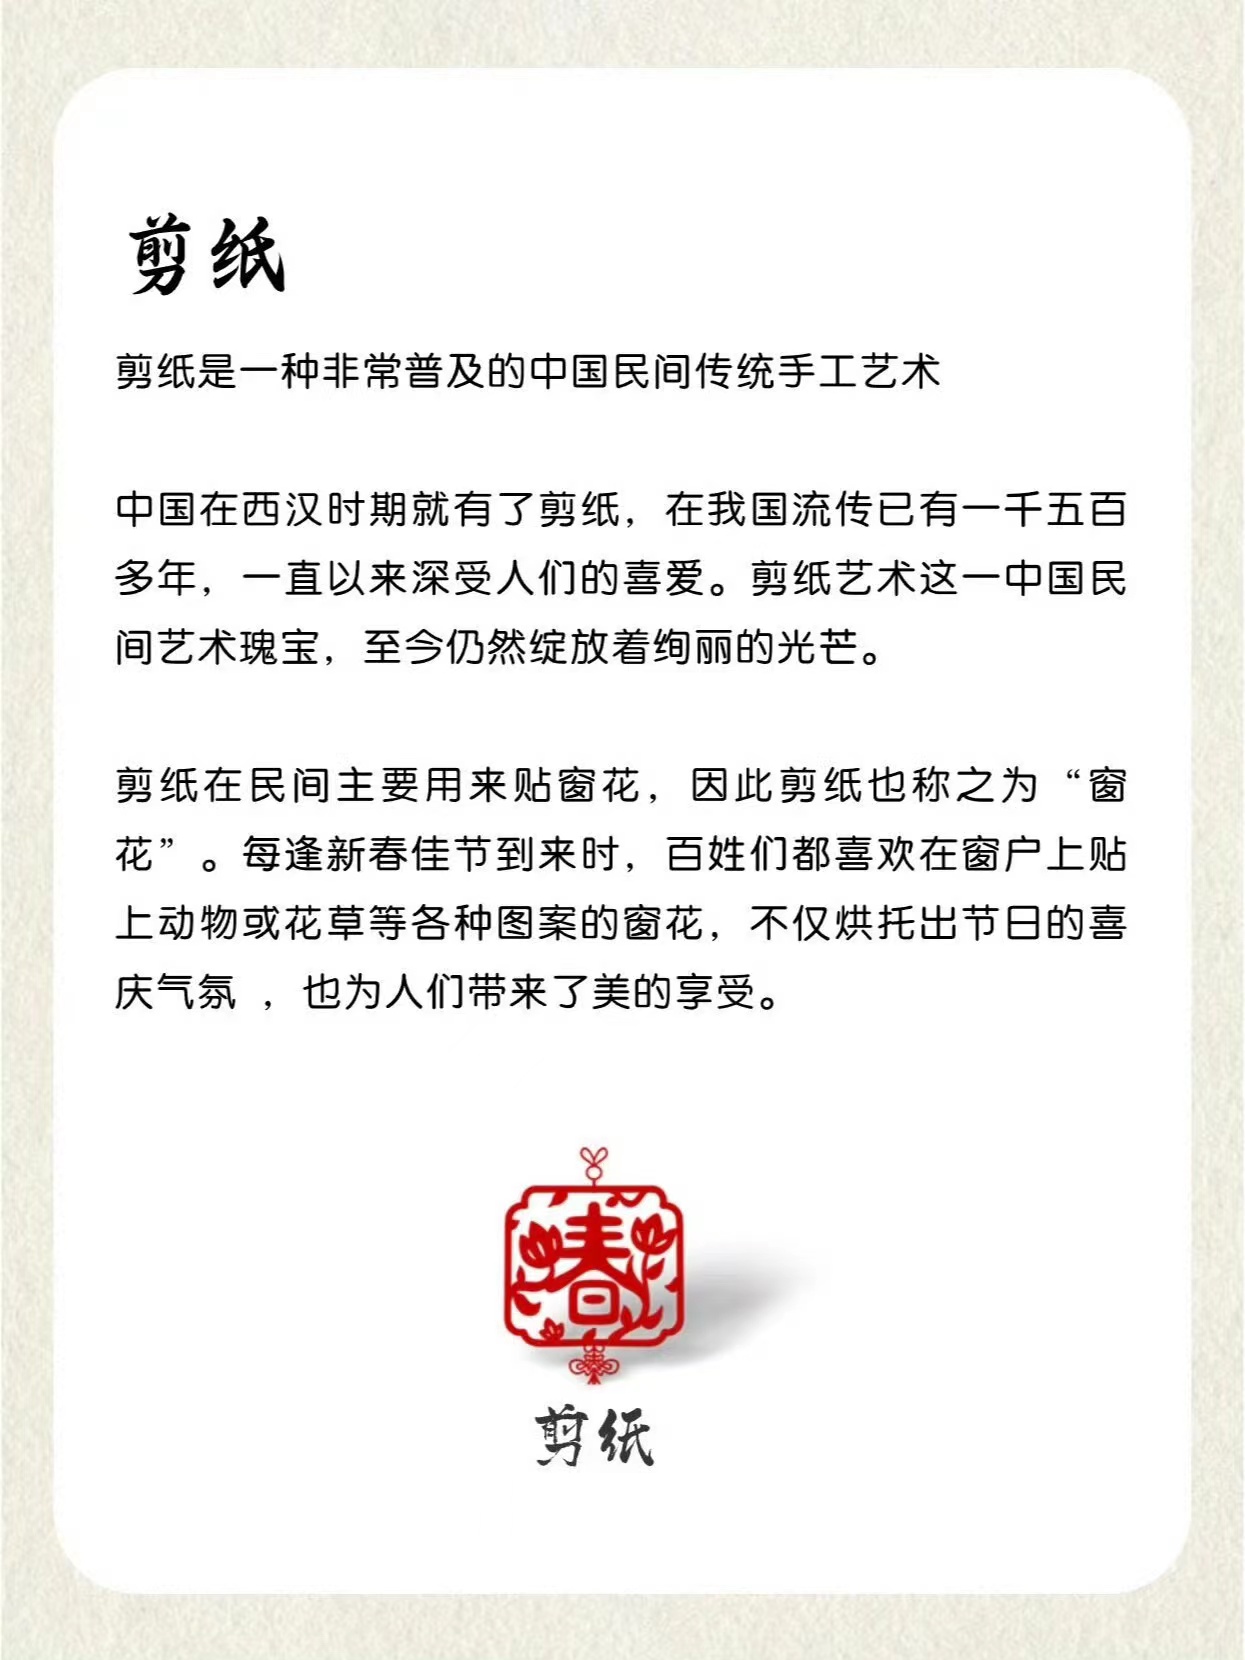 剪纸
剪纸是一种非常普及的中国民间传统手工艺术
中国在西汉时期就有了剪纸，在我国流传已有一千五百
多年，一直以来深受人们的喜爱。剪纸艺术这一中国民
间艺术瑰宝，至今仍然绽放着绚丽的光芒。
剪纸在民间主要用来贴窗花，因此剪纸也称之为“窗
花”。每逢新春佳节到来时，百姓们都喜欢在窗户上贴
上动物或花草等各种图案的窗花，不仅烘托出节日的喜
庆气氛 ，也为人们带来了美的享受。
春
剪纸